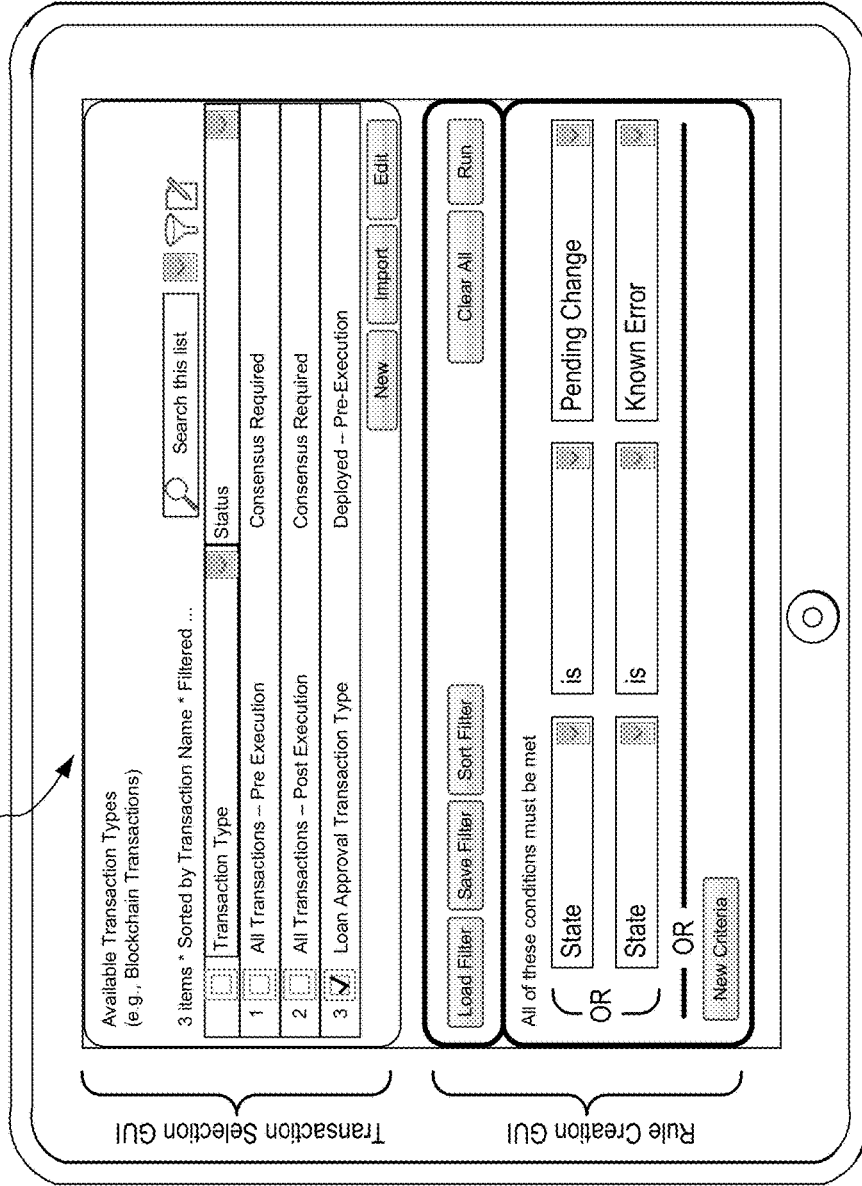 Transaction Selection GUI
Available Transaction Types
(e.g., Blockchain Transactions)
3 items * Sorted by Transaction Name * Filtered ...
Search this list
Transaction Type Status
1 All Transactions -- Pre Execution Consensus Required
2 All Transactions -- Post Execution Consensus Required
3 Loan Approval Transaction Type Deployed -- Pre-Execution
New Import Edit
Rule Creation GUI
Load Filter Save Filter Sort Filter Clear All Run
All of these conditions must be met
State is Pending Change
OR
State is Known Error
OR
New Criteria